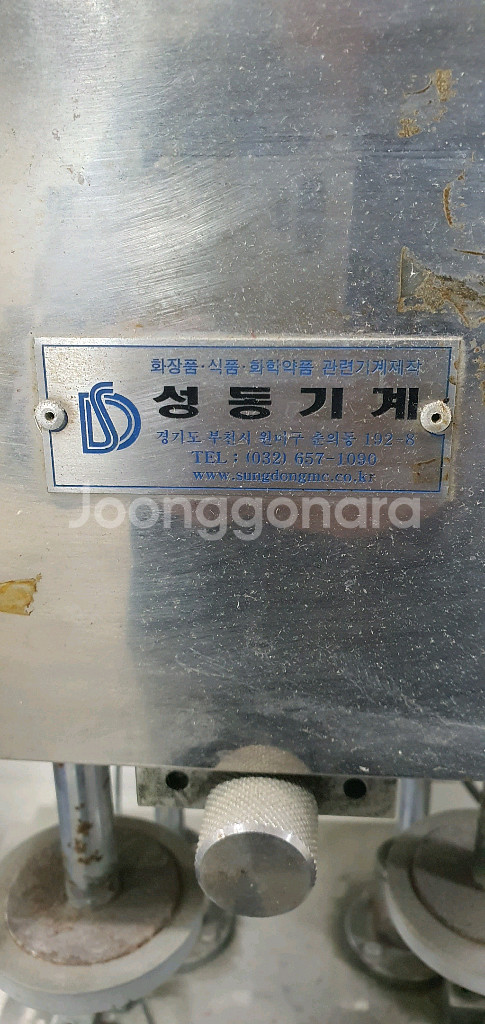 화장품·식품·화학약품 관련기계제작
성동기계
경기도 부천시 원미구 춘의동 192-8
TEL : (032) 657-1090
www.sungdongmc.co.kr
Joonggonara